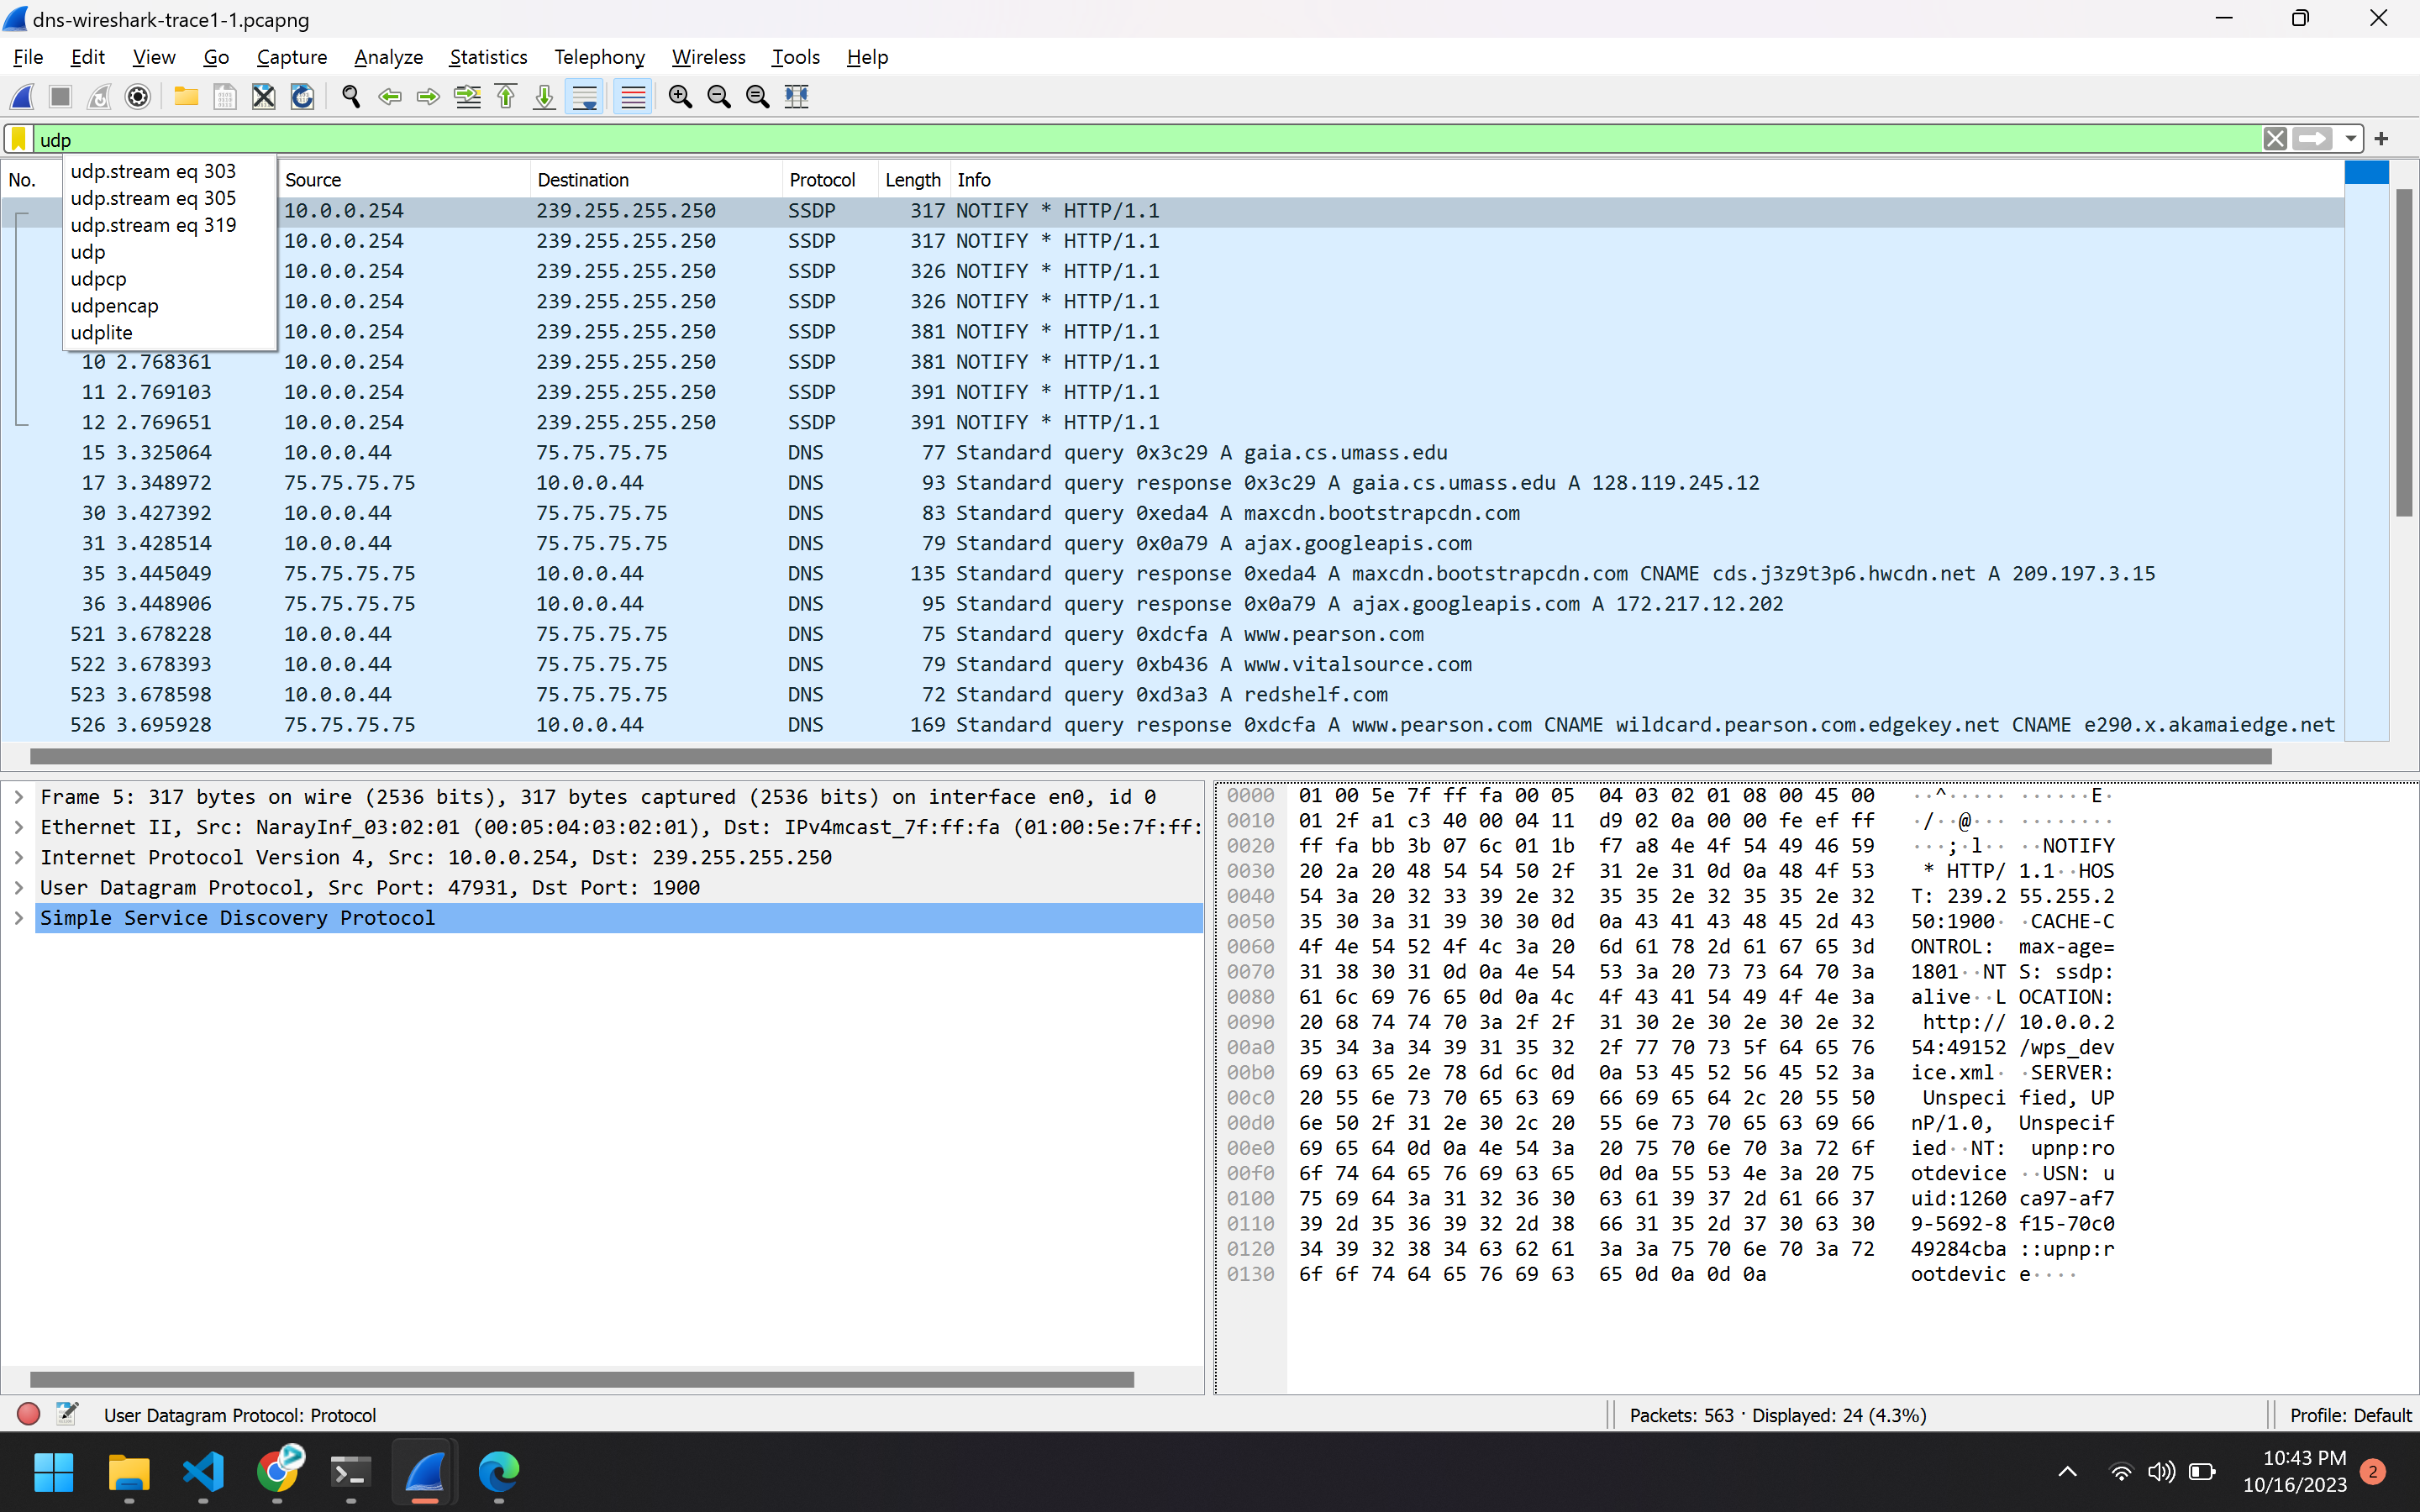 dns-wireshark-trace1-1.pcapng
File Edit View Go Capture Analyze Statistics Telephony Wireless Tools Help
udp
udp.stream eq 303
udp.stream eq 305
udp.stream eq 319
udp
udpcp
udpencap
udplite
No. Source Destination Protocol Length Info
10.0.0.254 239.255.255.250 SSDP 317 NOTIFY * HTTP/1.1
10.0.0.254 239.255.255.250 SSDP 317 NOTIFY * HTTP/1.1
10.0.0.254 239.255.255.250 SSDP 326 NOTIFY * HTTP/1.1
10.0.0.254 239.255.255.250 SSDP 326 NOTIFY * HTTP/1.1
10.0.0.254 239.255.255.250 SSDP 381 NOTIFY * HTTP/1.1
10 2.768361 10.0.0.254 239.255.255.250 SSDP 381 NOTIFY * HTTP/1.1
11 2.769103 10.0.0.254 239.255.255.250 SSDP 391 NOTIFY * HTTP/1.1
12 2.769651 10.0.0.254 239.255.255.250 SSDP 391 NOTIFY * HTTP/1.1
15 3.325064 10.0.0.44 75.75.75.75 DNS 77 Standard query 0x3c29 A gaia.cs.umass.edu
17 3.348972 75.75.75.75 10.0.0.44 DNS 93 Standard query response 0x3c29 A gaia.cs.umass.edu A 128.119.245.12
30 3.427392 10.0.0.44 75.75.75.75 DNS 83 Standard query 0xeda4 A maxcdn.bootstrapcdn.com
31 3.428514 10.0.0.44 75.75.75.75 DNS 79 Standard query 0x0a79 A ajax.googleapis.com
35 3.445049 75.75.75.75 10.0.0.44 DNS 135 Standard query response 0xeda4 A maxcdn.bootstrapcdn.com CNAME cds.j3z9t3p6.hwcdn.net A 209.197.3.15
36 3.448906 75.75.75.75 10.0.0.44 DNS 95 Standard query response 0x0a79 A ajax.googleapis.com A 172.217.12.202
521 3.678228 10.0.0.44 75.75.75.75 DNS 75 Standard query 0xdcfa A www.pearson.com
522 3.678393 10.0.0.44 75.75.75.75 DNS 79 Standard query 0xb436 A www.vitalsource.com
523 3.678598 10.0.0.44 75.75.75.75 DNS 72 Standard query 0xd3a3 A redshelf.com
526 3.695928 75.75.75.75 10.0.0.44 DNS 169 Standard query response 0xdcfa A www.pearson.com CNAME wildcard.pearson.com.edgekey.net CNAME e290.x.akamaiedge.net
Frame 5: 317 bytes on wire (2536 bits), 317 bytes captured (2536 bits) on interface en0, id 0
Ethernet II, Src: NarayInf_03:02:01 (00:05:04:03:02:01), Dst: IPv4mcast_7f:ff:fa (01:00:5e:7f:ff:
Internet Protocol Version 4, Src: 10.0.0.254, Dst: 239.255.255.250
User Datagram Protocol, Src Port: 47931, Dst Port: 1900
Simple Service Discovery Protocol
0000 01 00 5e 7f ff fa 00 05 04 03 02 01 08 00 45 00 ··^····· ······E·
0010 01 2f a1 c3 40 00 04 11 d9 02 0a 00 00 fe ef ff ·/··@··· ········
0020 ff fa bb 3b 07 6c 01 1b f7 a8 4e 4f 54 49 46 59 ···;·l·· ··NOTIFY
0030 20 2a 20 48 54 54 50 2f 31 2e 31 0d 0a 48 4f 53 * HTTP/ 1.1··HOS
0040 54 3a 20 32 33 39 2e 32 35 35 2e 32 35 35 2e 32 T: 239.2 55.255.2
0050 35 30 3a 31 39 30 30 0d 0a 43 41 43 48 45 2d 43 50:1900· ·CACHE-C
0060 4f 4e 54 52 4f 4c 3a 20 6d 61 78 2d 61 67 65 3d ONTROL: max-age=
0070 31 38 30 31 0d 0a 4e 54 53 3a 20 73 73 64 70 3a 1801··NT S: ssdp:
0080 61 6c 69 76 65 0d 0a 4c 4f 43 41 54 49 4f 4e 3a alive··L OCATION:
0090 20 68 74 74 70 3a 2f 2f 31 30 2e 30 2e 30 2e 32 http:// 10.0.0.2
00a0 35 34 3a 34 39 31 35 32 2f 77 70 73 5f 64 65 76 54:49152 /wps_dev
00b0 69 63 65 2e 78 6d 6c 0d 0a 53 45 52 56 45 52 3a ice.xml· ·SERVER:
00c0 20 55 6e 73 70 65 63 69 66 69 65 64 2c 20 55 50 Unspeci fied, UP
00d0 6e 50 2f 31 2e 30 2c 20 55 6e 73 70 65 63 69 66 nP/1.0, Unspecif
00e0 69 65 64 0d 0a 4e 54 3a 20 75 70 6e 70 3a 72 6f ied··NT: upnp:ro
00f0 6f 74 64 65 76 69 63 65 0d 0a 55 53 4e 3a 20 75 otdevice ··USN: u
0100 75 69 64 3a 31 32 36 30 63 61 39 37 2d 61 66 37 uid:1260 ca97-af7
0110 39 2d 35 36 39 32 2d 38 66 31 35 2d 37 30 63 30 9-5692-8 f15-70c0
0120 34 39 32 38 34 63 62 61 3a 3a 75 70 6e 70 3a 72 49284cba ::upnp:r
0130 6f 6f 74 64 65 76 69 63 65 0d 0a 0d 0a ootdevic e····
User Datagram Protocol: Protocol Packets: 563 · Displayed: 24 (4.3%) Profile: Default
10:43 PM
10/16/2023
2